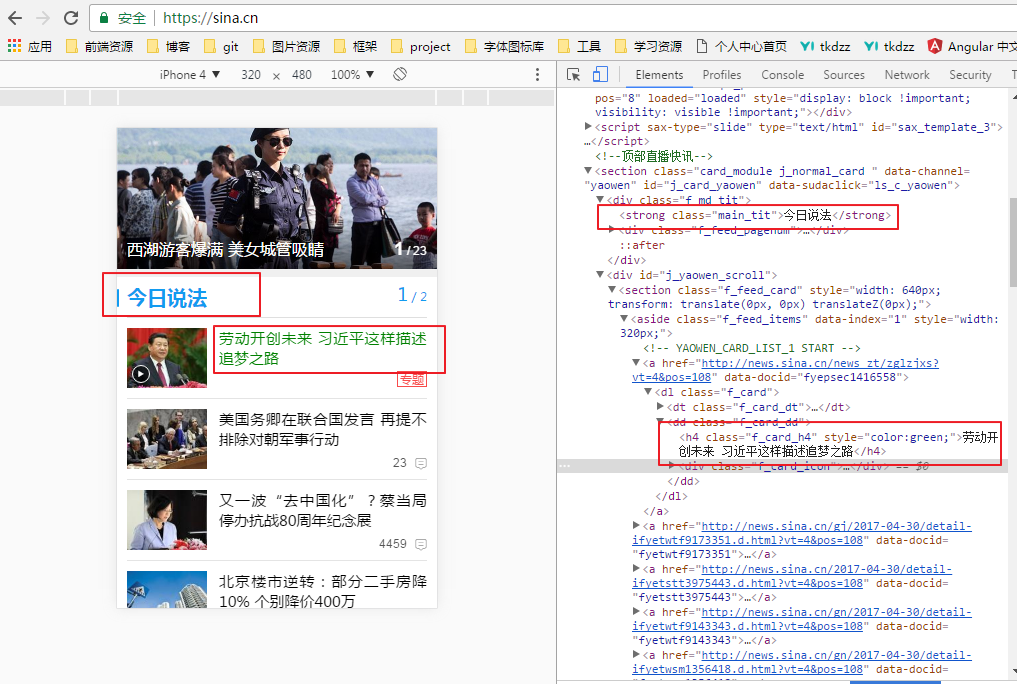 安全 https://sina.cn
应用 前端资源 博客 git 图片资源 框架 project 字体图标库 工具 学习资源 个人中心首页 tkdzz tkdzz Angular 中文
iPhone 4 ▼ 320 × 480 100% ▼
西湖游客爆满 美女城管吸睛
1 / 23
今日说法
1 / 2
劳动开创未来 习近平这样描述
追梦之路
专题
美国务卿在联合国发言 再提不
排除对朝军事行动
23
又一波“去中国化”？蔡当局
停办抗战80周年纪念展
4459
北京楼市逆转：部分二手房降
10% 个别降价400万
Elements Profiles Console Sources Network Security
pos="8" loaded="loaded" style="display: block !important;
visibility: visible !important;"></div>
▶<script sax-type="slide" type="text/html" id="sax_template_3">
…</script>
<!--顶部直播快讯-->
▼<section class="card_module j_normal_card " data-channel=
"yaowen" id="j_card_yaowen" data-sudaclick="ls_c_yaowen">
▼<div class="f_md_tit">
<strong class="main_tit">今日说法</strong>
▶<div class="f_feed_pagenum">…</div>
::after
</div>
▼<div id="j_yaowen_scroll">
▼<section class="f_feed_card" style="width: 640px;
transform: translate(0px, 0px) translateZ(0px);">
▼<aside class="f_feed_items" data-index="1" style="width:
320px;">
<!-- YAOWEN_CARD_LIST_1 START -->
▼<a href="http://news.sina.cn/news_zt/zglzjxs?
vt=4&pos=108" data-docid="fyepsec1416558">
▼<dl class="f_card">
▶<dt class="f_card_dt">…</dt>
▼<dd class="f_card_dd">
<h4 class="f_card_h4" style="color:green;">劳动开
创未来 习近平这样描述追梦之路</h4>
▶<div class="f_card_icon">…</div> == $0
</dd>
</dl>
</a>
▶<a href="http://news.sina.cn/gj/2017-04-30/detail-
ifyetwtf9173351.d.html?vt=4&pos=108" data-docid=
"fyetwtf9173351">…</a>
▶<a href="http://news.sina.cn/2017-04-30/detail-
ifyetstt3975443.d.html?vt=4&pos=108" data-docid=
"fyetstt3975443">…</a>
▶<a href="http://news.sina.cn/gn/2017-04-30/detail-
ifyetwtf9143343.d.html?vt=4&pos=108" data-docid=
"fyetwtf9143343">…</a>
▶<a href="http://news.sina.cn/gn/2017-04-30/detail-
ifyetwsm1356418.d.html?vt=4&pos=108" data-docid=